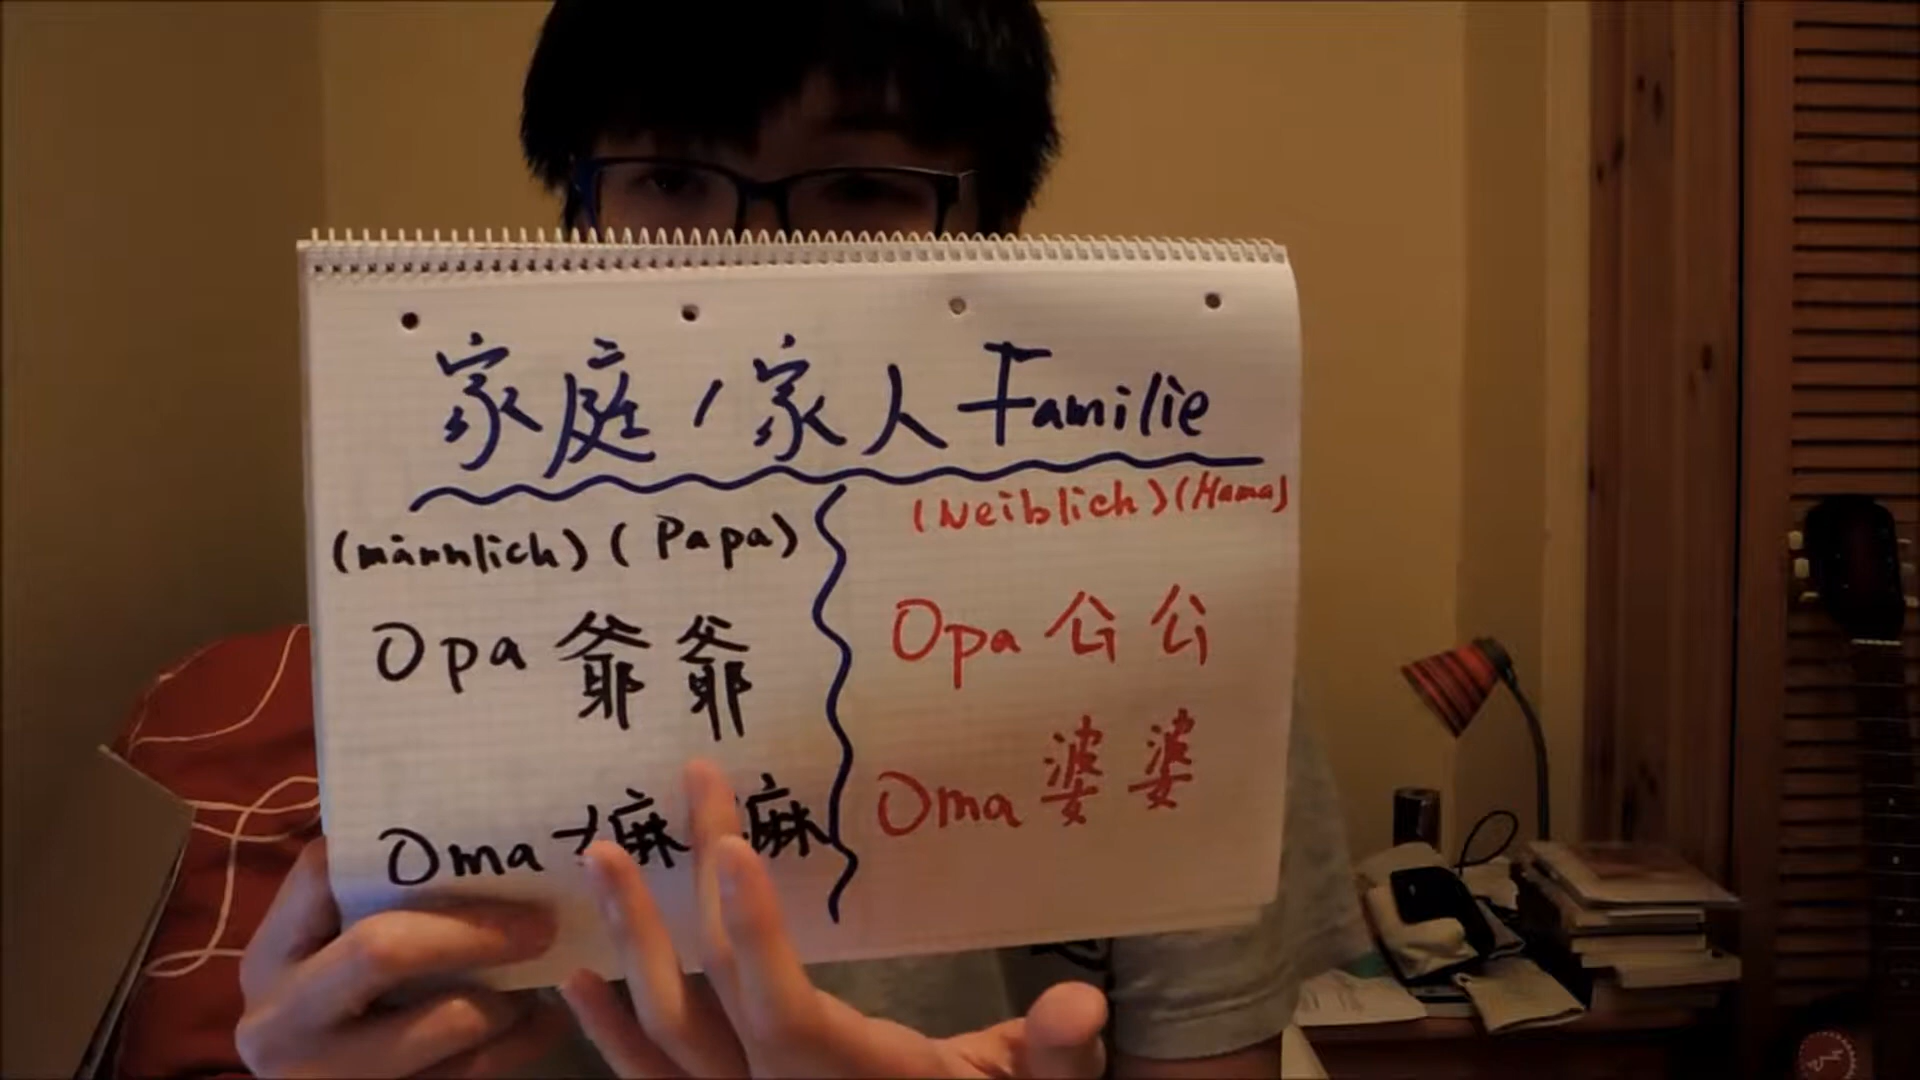 家庭/家人 Familie
(männlich) (Papa)
Opa 爺爺
Oma 嫲嫲
(Weiblich) (Mama)
Opa 公公
Oma 婆婆